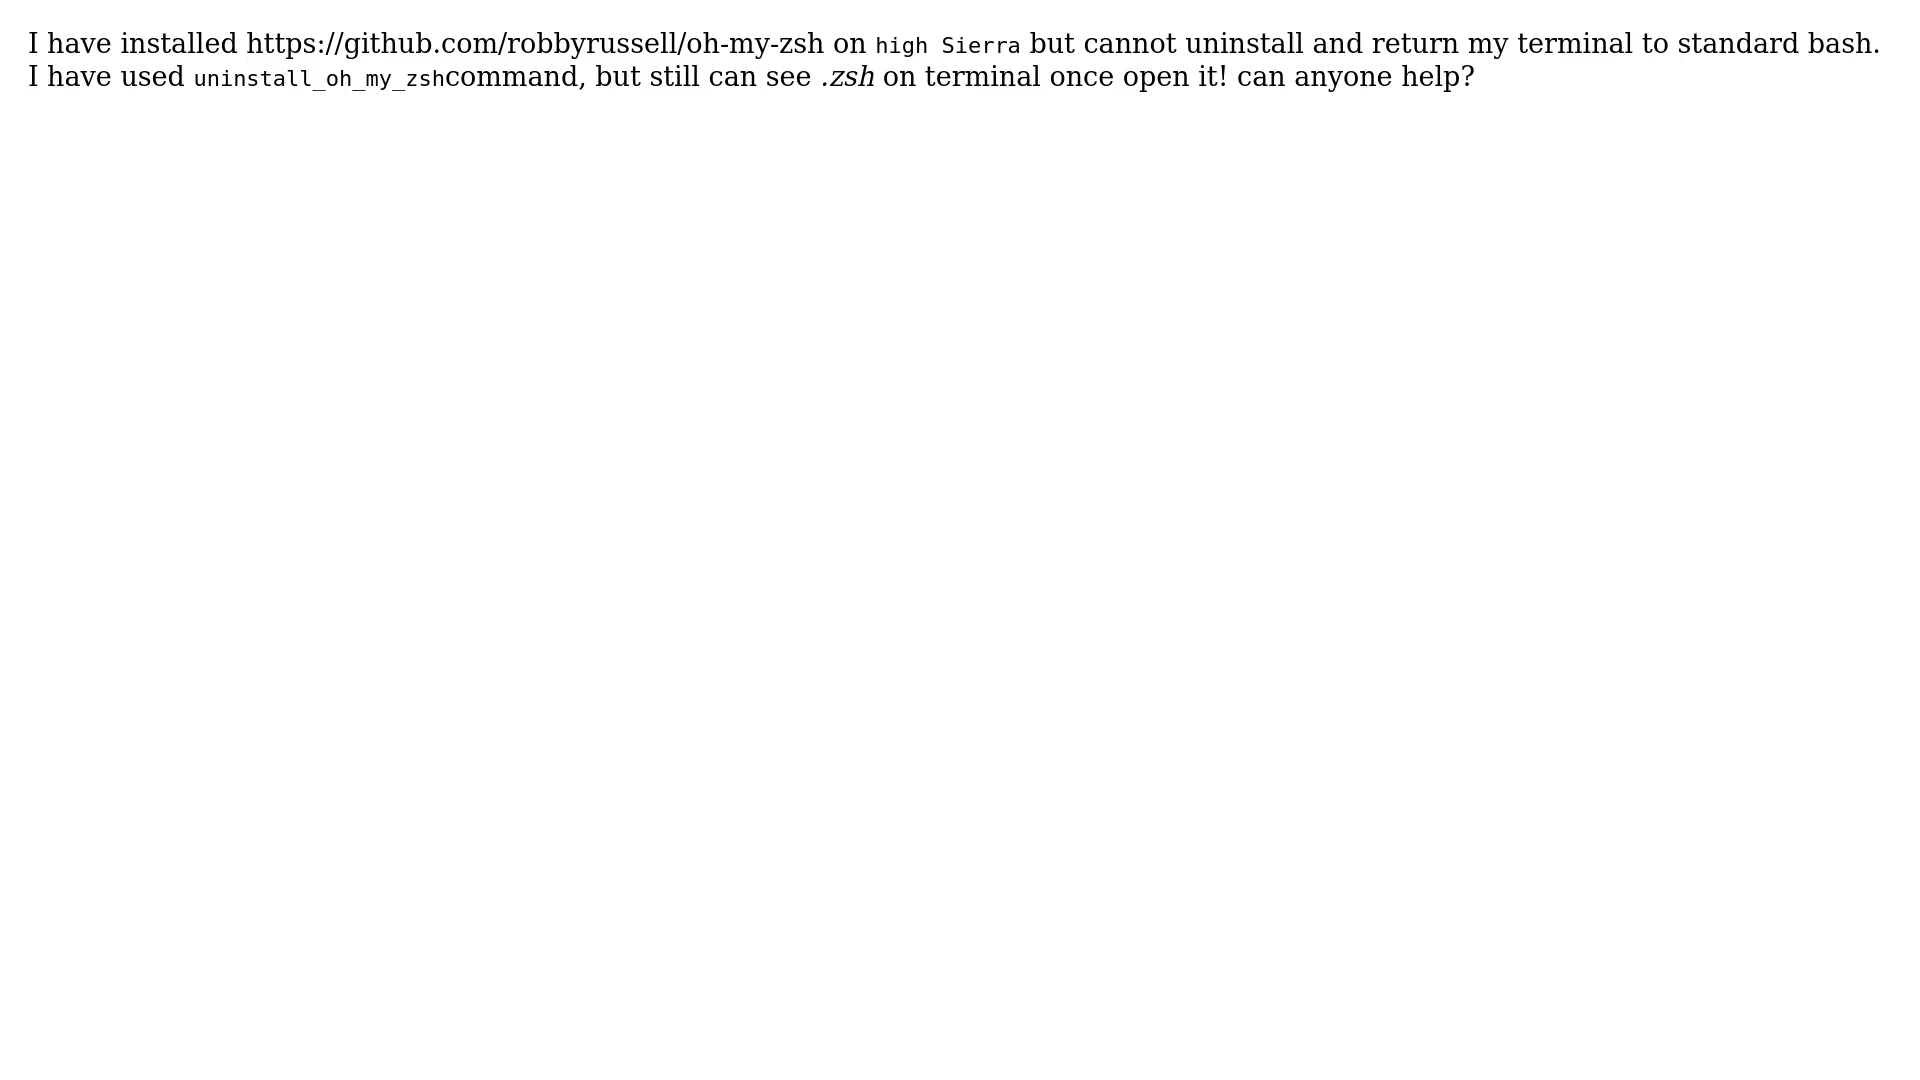 I have installed https://github.com/robbyrussell/oh-my-zsh on high Sierra but cannot uninstall and return my terminal to standard bash.
I have used uninstall_oh_my_zshcommand, but still can see .zsh on terminal once open it! can anyone help?